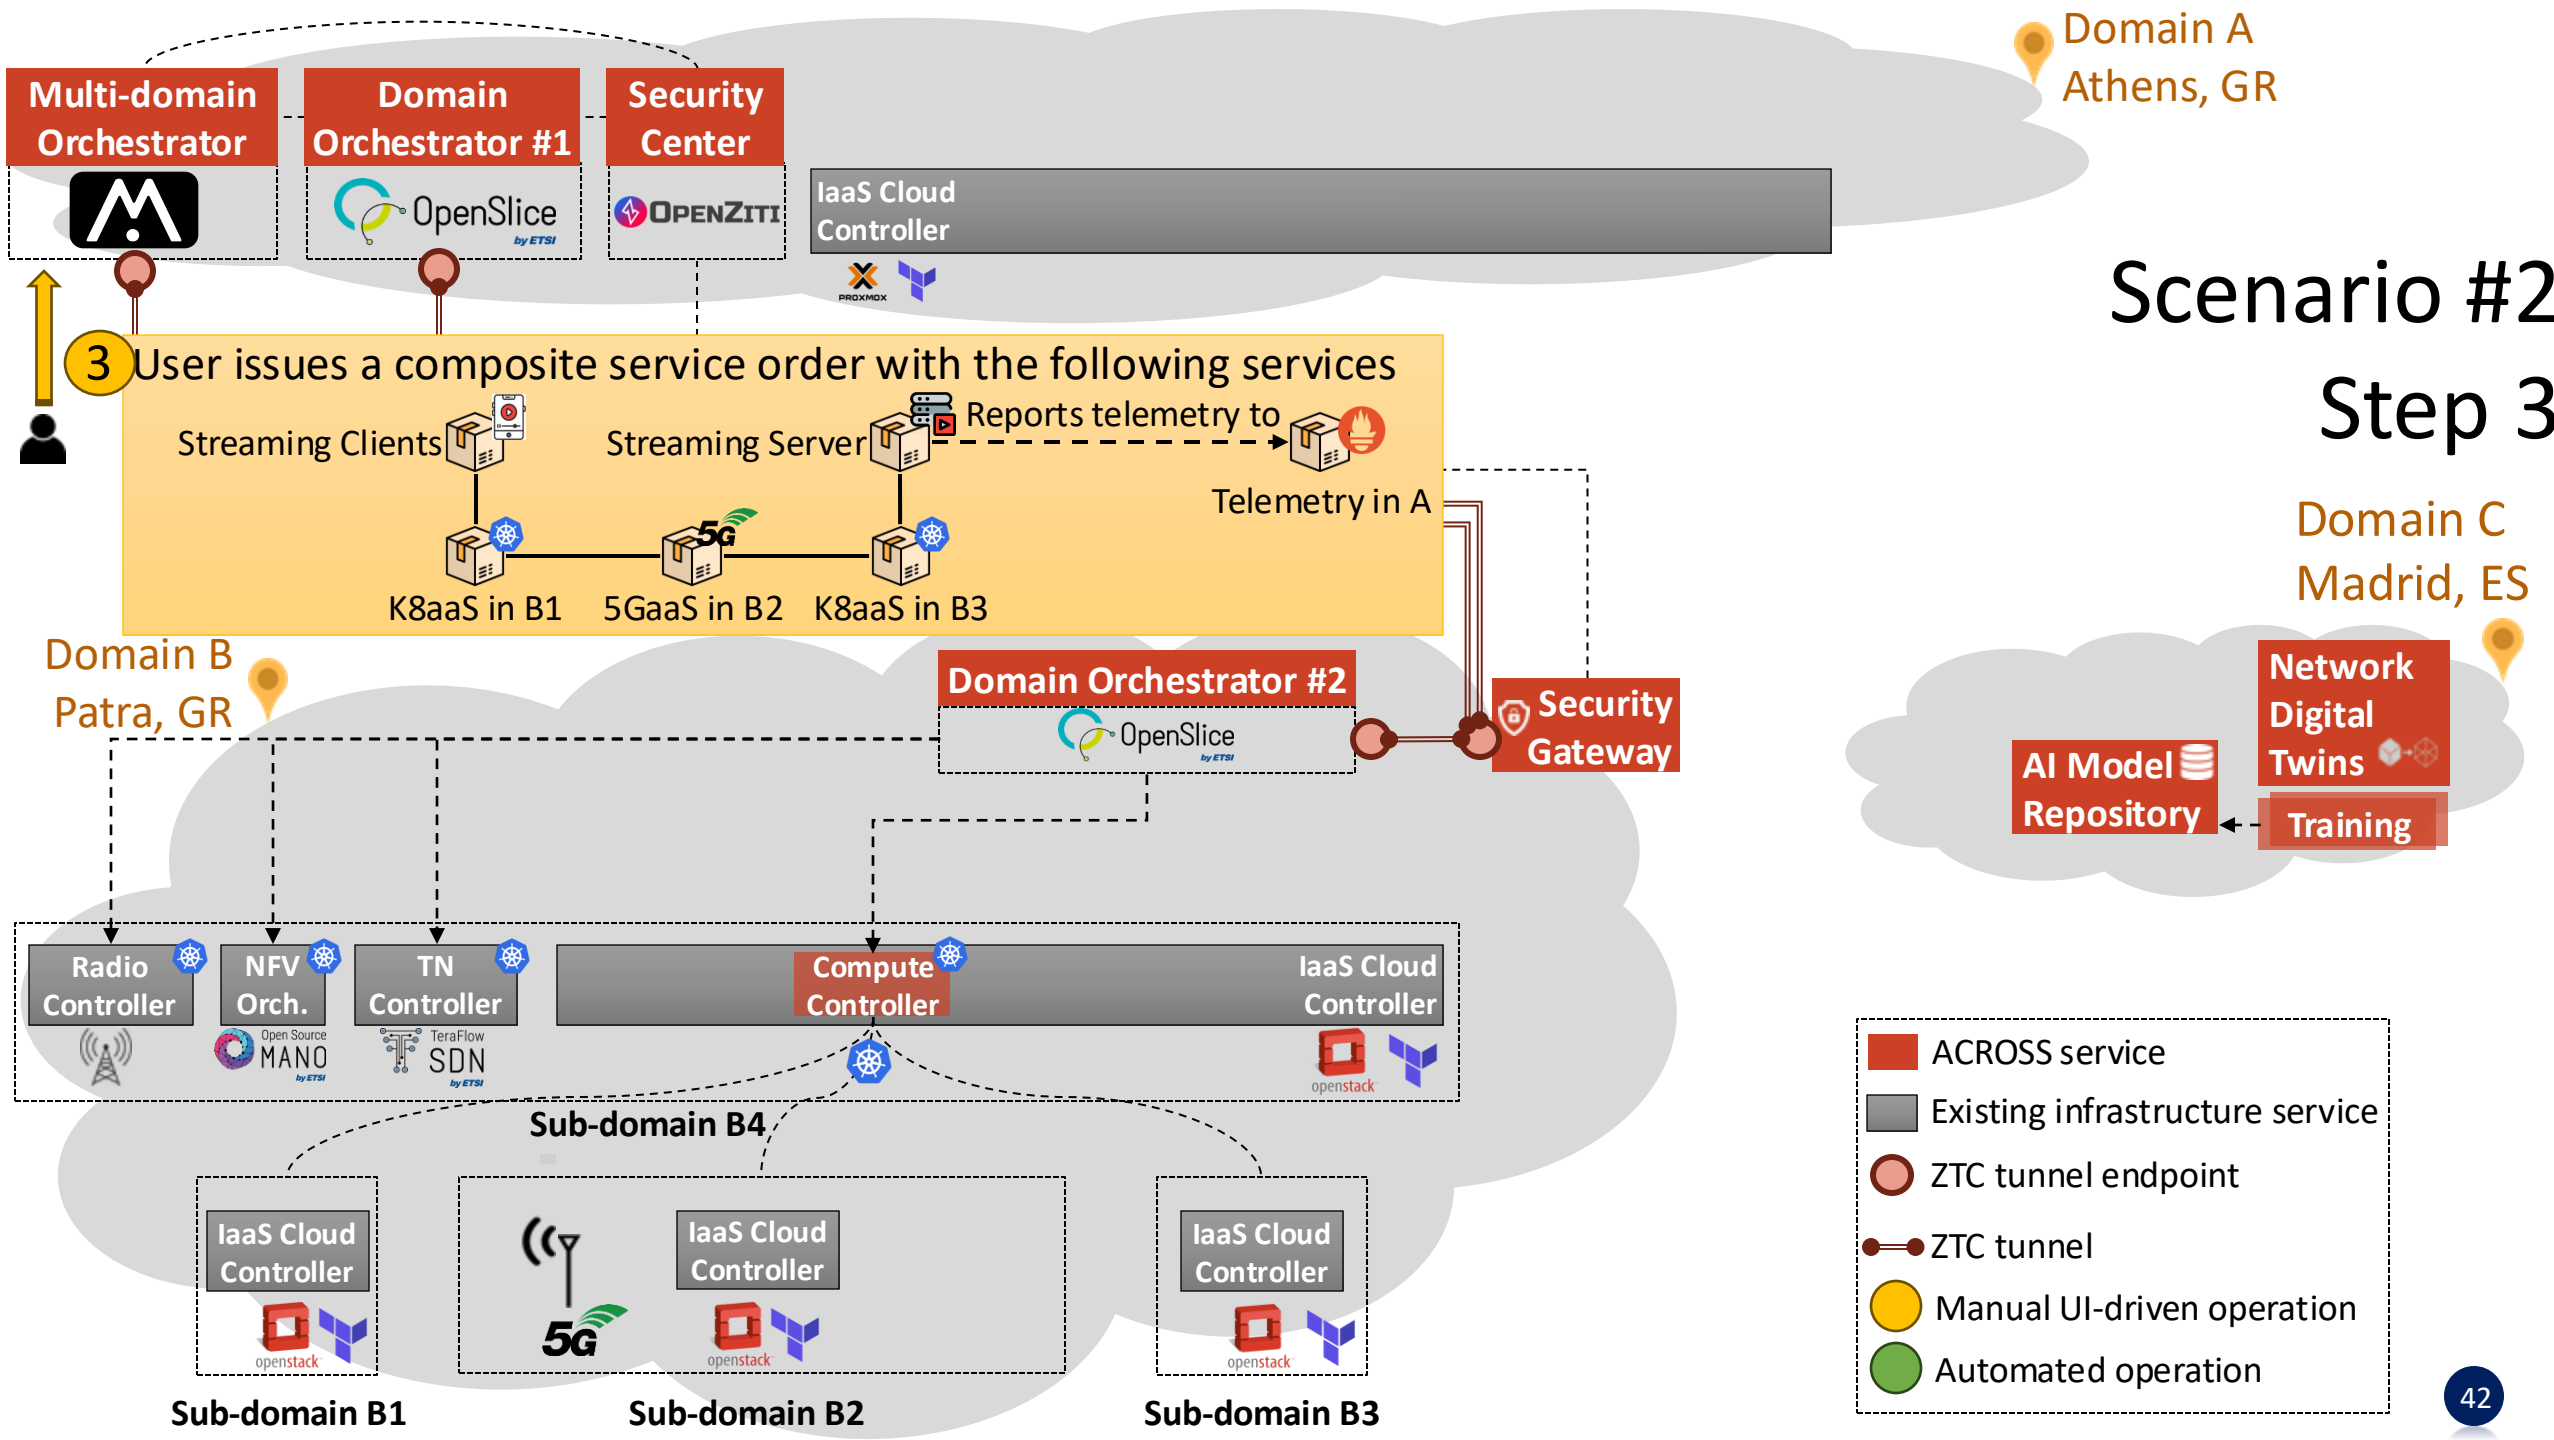 Domain A
Athens, GR
Multi-domain
Orchestrator
Domain
Orchestrator #1
OpenSlice
by ETSI
Security
Center
OPENZITI
IaaS Cloud
Controller
PROXMOX
Scenario #2
Step 3
3
User issues a composite service order with the following services
Streaming Clients
Streaming Server
Reports telemetry to
Telemetry in A
5G
K8aaS in B1
5GaaS in B2
K8aaS in B3
Domain C
Madrid, ES
Network
Digital
Twins
AI Model
Repository
Training
Domain B
Patra, GR
Domain Orchestrator #2
OpenSlice
by ETSI
Security
Gateway
Radio
Controller
NFV
Orch.
Open Source
MANO
by ETSI
TN
Controller
TeraFlow
SDN
by ETSI
Compute
Controller
IaaS Cloud
Controller
openstack
Sub-domain B4
IaaS Cloud
Controller
openstack
Sub-domain B1
5G
IaaS Cloud
Controller
openstack
Sub-domain B2
IaaS Cloud
Controller
openstack
Sub-domain B3
ACROSS service
Existing infrastructure service
ZTC tunnel endpoint
ZTC tunnel
Manual UI-driven operation
Automated operation
42